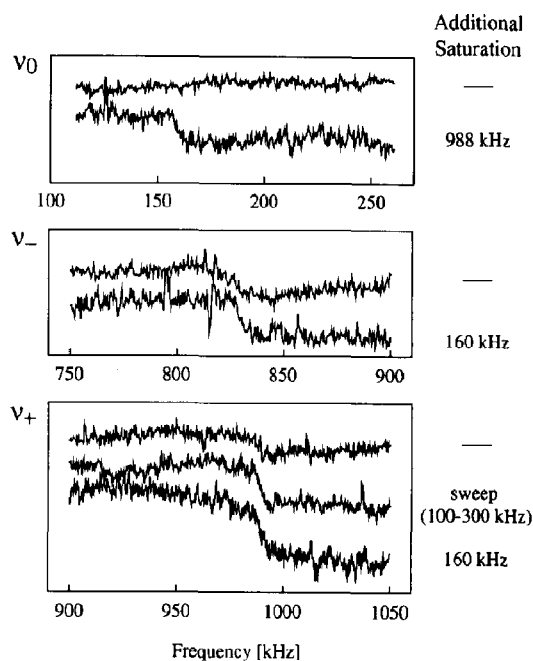 Additional
Saturation
ν0
—
988 kHz
100 150 200 250
ν−
—
160 kHz
750 800 850 900
ν+
—
sweep
(100-300 kHz)
160 kHz
900 950 1000 1050
Frequency [kHz]